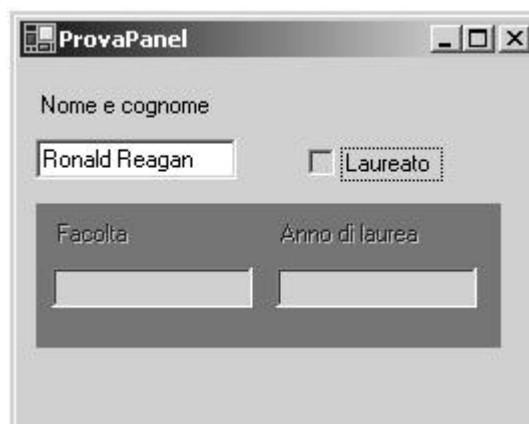 ProvaPanel
Nome e cognome
Ronald Reagan
Laureato
Facolta
Anno di laurea